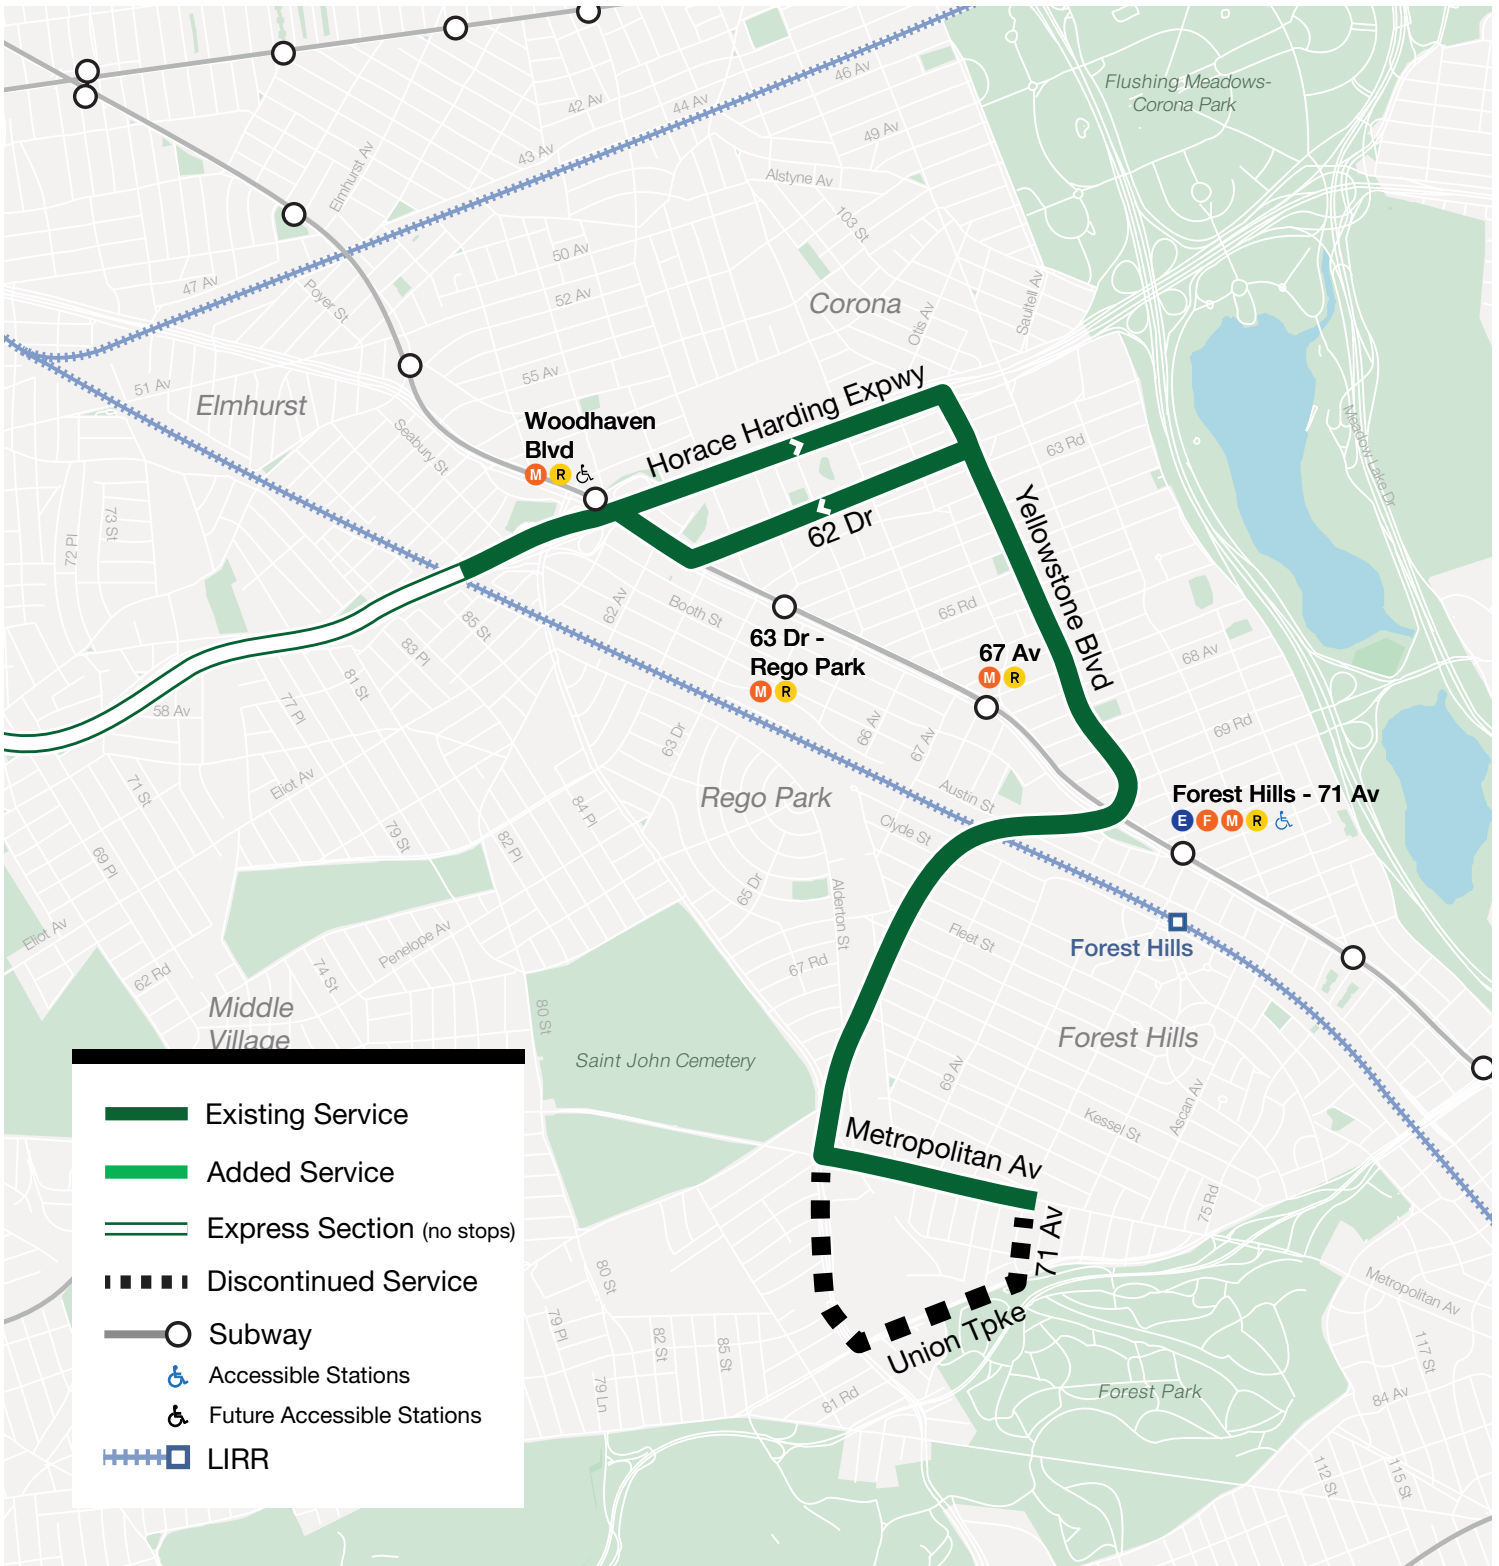 Flushing Meadows-
Corona Park
46 Av
42 Av
44 Av
49 Av
43 Av
Elmhurst Av
Alstyne Av
103 St
50 Av
47 Av
Poyer St
52 Av
Corona
Otis Av
Saultell Av
55 Av
51 Av
Elmhurst
Seabury St
Horace Harding Expwy
Woodhaven
Blvd
M R
Meadow Lake Dr
63 Rd
Yellowstone Blvd
62 Dr
73 St
72 Pl
62 Av
Booth St
65 Rd
85 St
83 Pl
81 St
77 Pl
58 Av
63 Dr -
Rego Park
M R
67 Av
M R
68 Av
69 Rd
66 Av
67 Av
63 Dr
Austin St
Clyde St
Rego Park
Forest Hills - 71 Av
E F M R
71 St
Eliot Av
79 St
82 Pl
84 Pl
69 Pl
65 Dr
Alderton St
Fleet St
Forest Hills
Eliot Av
62 Rd
74 St
Penelope Av
67 Rd
80 St
Middle
Village
Saint John Cemetery
Forest Hills
69 Av
Kessel St
Ascan Av
Metropolitan Av
75 Rd
71 Av
Union Tpke
80 St
79 Pl
82 St
85 St
79 Ln
81 Rd
Forest Park
Metropolitan Av
117 St
84 Av
112 St
115 St
Existing Service
Added Service
Express Section (no stops)
Discontinued Service
Subway
Accessible Stations
Future Accessible Stations
LIRR